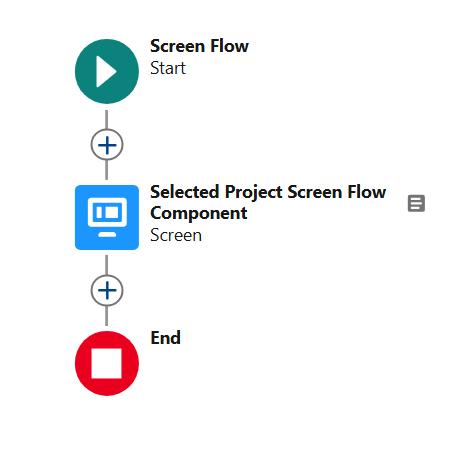 Screen Flow
Start
Selected Project Screen Flow
Component
Screen
End